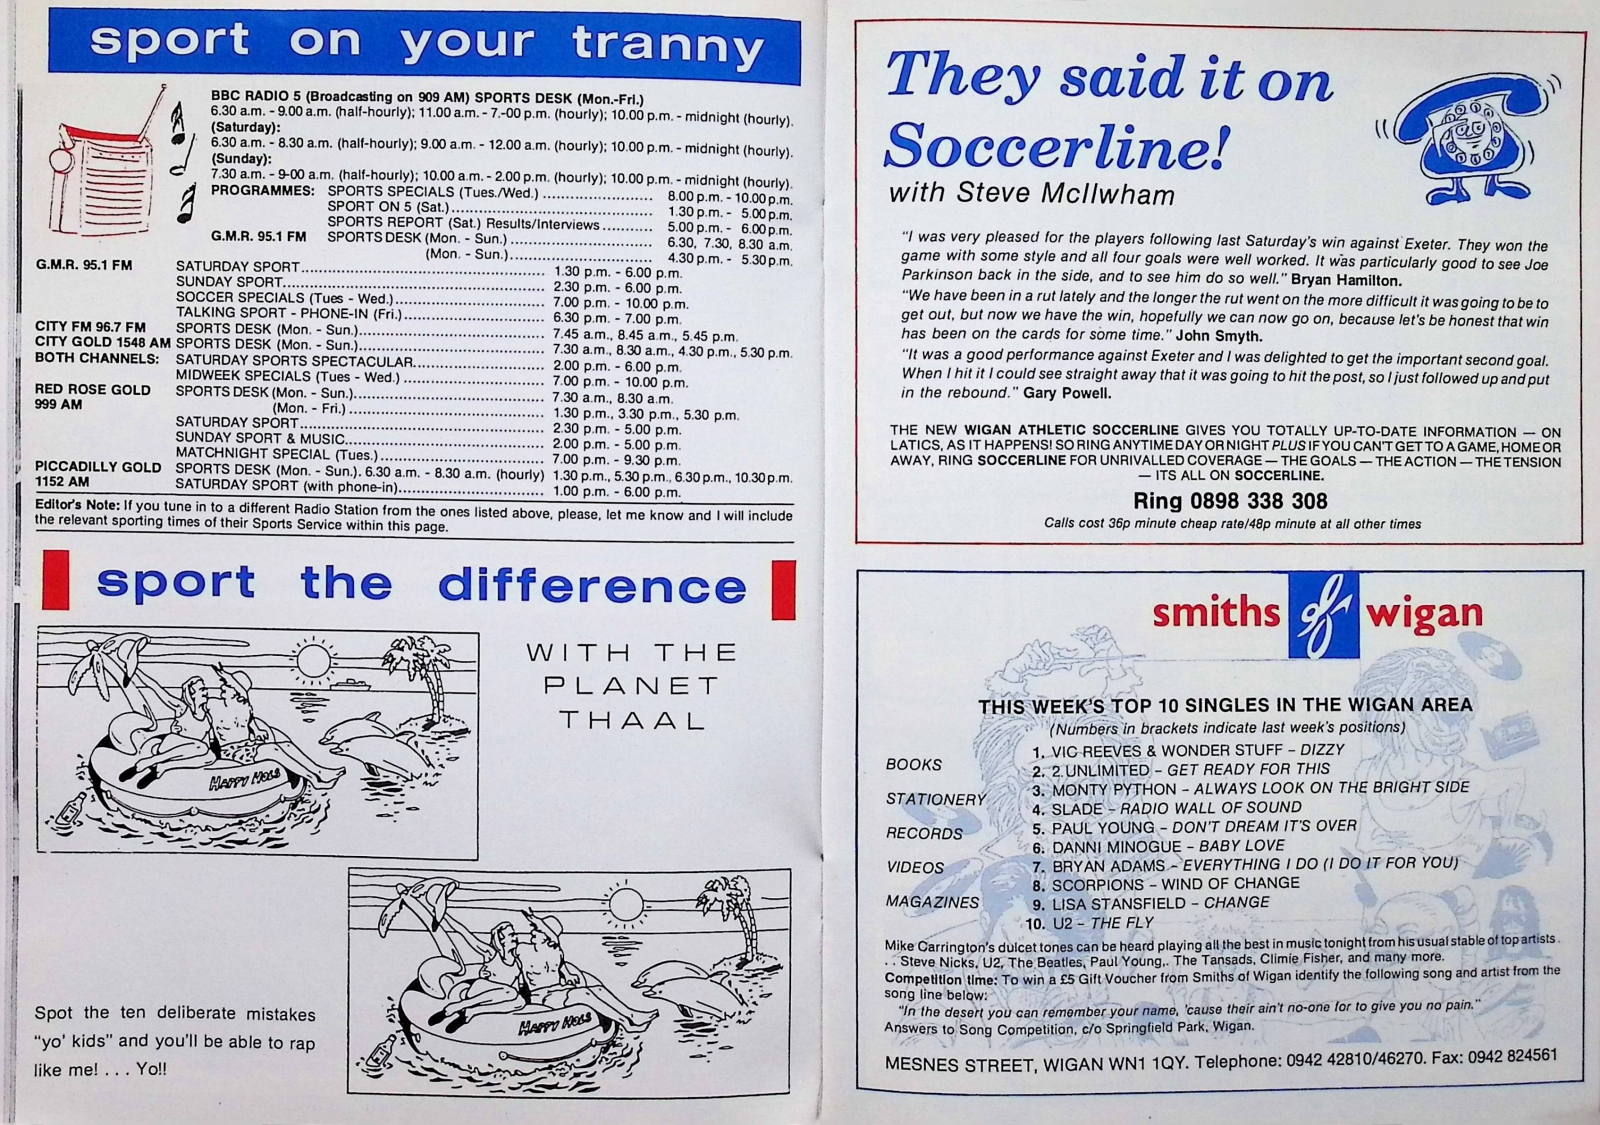 sport on your tranny
BBC RADIO 5 (Broadcasting on 909 AM) SPORTS DESK (Mon.-Fri.)
6.30 a.m. - 9.00 a.m. (half-hourly); 11.00 a.m. - 7.-00 p.m. (hourly); 10.00 p.m. - midnight (hourly).
(Saturday):
6.30 a.m. - 8.30 a.m. (half-hourly); 9.00 a.m. - 12.00 a.m. (hourly); 10.00 p.m. - midnight (hourly).
(Sunday):
7.30 a.m. - 9-00 a.m. (half-hourly); 10.00 a.m. - 2.00 p.m. (hourly); 10.00 p.m. - midnight (hourly).
PROGRAMMES: SPORTS SPECIALS (Tues./Wed.) ........................... 8.00 p.m. - 10.00 p.m.
SPORT ON 5 (Sat.)................................................ 1.30 p.m. - 5.00 p.m.
SPORTS REPORT (Sat.) Results/Interviews............ 5.00 p.m. - 6.00 p.m.
G.M.R. 95.1 FM SPORTS DESK (Mon. - Sun.) .................................. 6.30, 7.30, 8.30 a.m.
(Mon. - Sun.).................................. 4.30 p.m. - 5.30 p.m.
G.M.R. 95.1 FM SATURDAY SPORT.......................................................... 1.30 p.m. - 6.00 p.m.
SUNDAY SPORT............................................................. 2.30 p.m. - 6.00 p.m.
SOCCER SPECIALS (Tues - Wed.)..................................... 7.00 p.m. - 10.00 p.m.
TALKING SPORT - PHONE-IN (Fri.)................................... 6.30 p.m. - 7.00 p.m.
CITY FM 96.7 FM SPORTS DESK (Mon. - Sun.)............................................. 7.45 a.m., 8.45 a.m., 5.45 p.m.
CITY GOLD 1548 AM SPORTS DESK (Mon. - Sun.)............................................. 7.30 a.m., 8.30 a.m., 4.30 p.m., 5.30 p.m.
BOTH CHANNELS: SATURDAY SPORTS SPECTACULAR................................ 2.00 p.m. - 6.00 p.m.
MIDWEEK SPECIALS (Tues - Wed.) .................................. 7.00 p.m. - 10.00 p.m.
RED ROSE GOLD SPORTS DESK (Mon. - Sun.).............................................. 7.30 a.m., 8.30 a.m.
999 AM (Mon. - Fri.) ............................................... 1.30 p.m., 3.30 p.m., 5.30 p.m.
SATURDAY SPORT.......................................................... 2.30 p.m. - 5.00 p.m.
SUNDAY SPORT & MUSIC................................................ 2.00 p.m. - 5.00 p.m.
MATCHNIGHT SPECIAL (Tues.)........................................ 7.00 p.m. - 9.30 p.m.
PICCADILLY GOLD SPORTS DESK (Mon. - Sun.). 6.30 a.m. - 8.30 a.m. (hourly) 1.30 p.m., 5.30 p.m., 6.30 p.m., 10.30 p.m.
1152 AM SATURDAY SPORT (with phone-in).................................... 1.00 p.m. - 6.00 p.m.
Editor's Note: If you tune in to a different Radio Station from the ones listed above, please, let me know and I will include
the relevant sporting times of their Sports Service within this page.
sport the difference
WITH THE
PLANET
THAAL
HAPPY HOLS
HAPPY HOLS
Spot the ten deliberate mistakes
"yo' kids" and you'll be able to rap
like me! . . . Yo!!
They said it on
Soccerline!
with Steve McIlwham
"I was very pleased for the players following last Saturday's win against Exeter. They won the
game with some style and all four goals were well worked. It was particularly good to see Joe
Parkinson back in the side, and to see him do so well." Bryan Hamilton.
"We have been in a rut lately and the longer the rut went on the more difficult it was going to be to
get out, but now we have the win, hopefully we can now go on, because let's be honest that win
has been on the cards for some time." John Smyth.
"It was a good performance against Exeter and I was delighted to get the important second goal.
When I hit it I could see straight away that it was going to hit the post, so I just followed up and put
in the rebound." Gary Powell.
THE NEW WIGAN ATHLETIC SOCCERLINE GIVES YOU TOTALLY UP-TO-DATE INFORMATION — ON
LATICS, AS IT HAPPENS! SO RING ANYTIME DAY OR NIGHT PLUS IF YOU CAN'T GET TO A GAME, HOME OR
AWAY, RING SOCCERLINE FOR UNRIVALLED COVERAGE — THE GOALS — THE ACTION — THE TENSION
— ITS ALL ON SOCCERLINE.
Ring 0898 338 308
Calls cost 36p minute cheap rate/48p minute at all other times
smiths of wigan
THIS WEEK'S TOP 10 SINGLES IN THE WIGAN AREA
(Numbers in brackets indicate last week's positions)
BOOKS
STATIONERY
RECORDS
VIDEOS
MAGAZINES
1. VIC REEVES & WONDER STUFF – DIZZY
2. 2 UNLIMITED – GET READY FOR THIS
3. MONTY PYTHON – ALWAYS LOOK ON THE BRIGHT SIDE
4. SLADE – RADIO WALL OF SOUND
5. PAUL YOUNG – DON'T DREAM IT'S OVER
6. DANNI MINOGUE – BABY LOVE
7. BRYAN ADAMS – EVERYTHING I DO (I DO IT FOR YOU)
8. SCORPIONS – WIND OF CHANGE
9. LISA STANSFIELD – CHANGE
10. U2 – THE FLY
Mike Carrington's dulcet tones can be heard playing all the best in music tonight from his usual stable of top artists .
. . Steve Nicks, U2, The Beatles, Paul Young,. The Tansads, Climie Fisher, and many more.
Competition time: To win a £5 Gift Voucher from Smiths of Wigan identify the following song and artist from the
song line below:
"In the desert you can remember your name, 'cause their ain't no-one for to give you no pain."
Answers to Song Competition, c/o Springfield Park, Wigan.
MESNES STREET, WIGAN WN1 1QY. Telephone: 0942 42810/46270. Fax: 0942 824561